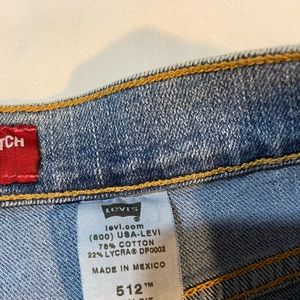 TCH
LEVI'S
levi.com
(800) USA-LEVI
78% COTTON
22% LYCRA® DP0002
MADE IN MEXICO
512™